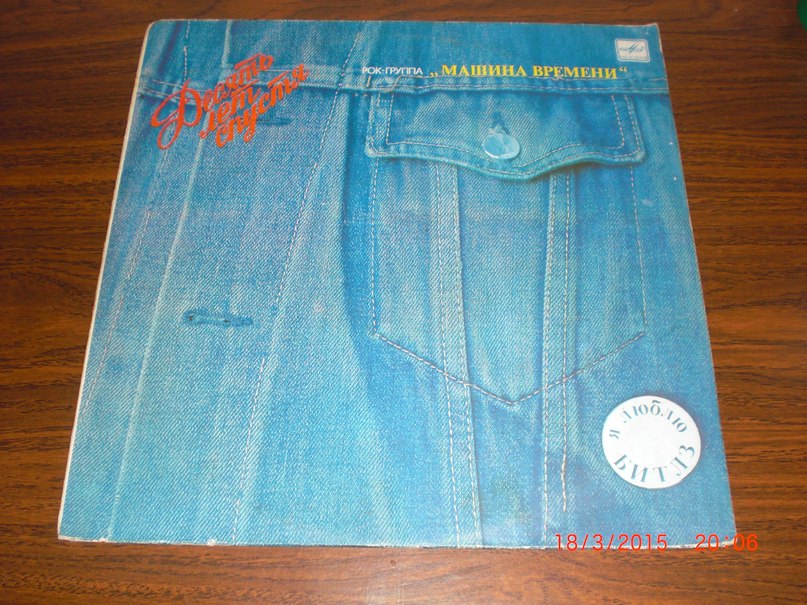 Десять
лет
спустя
РОК-ГРУППА „МАШИНА ВРЕМЕНИ“
Я ЛЮБЛЮ
БИТЛЗ
18/3/2015 20:06